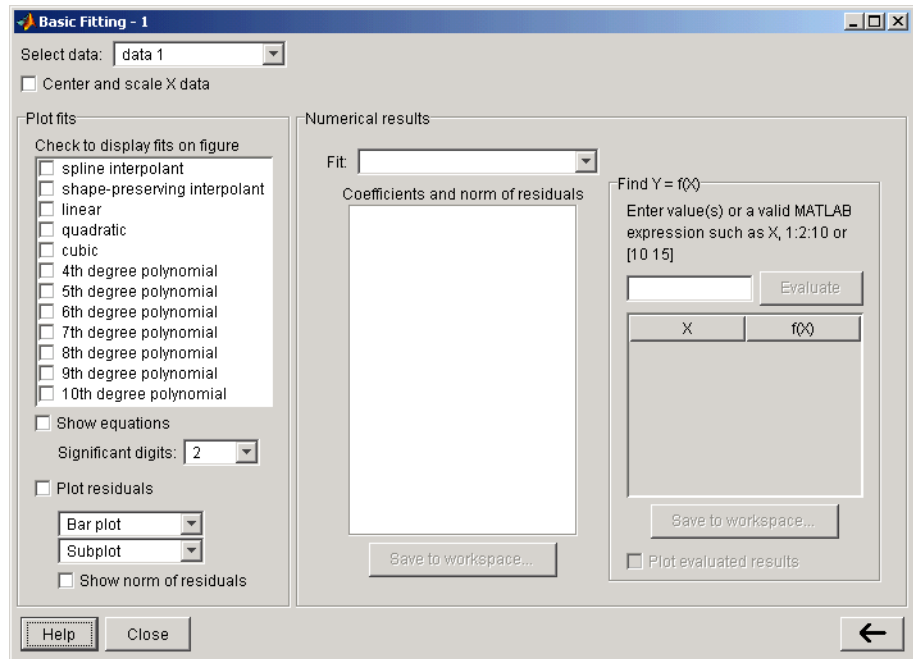 Basic Fitting - 1
Select data: data 1
Center and scale X data
Plot fits
Check to display fits on figure
spline interpolant
shape-preserving interpolant
linear
quadratic
cubic
4th degree polynomial
5th degree polynomial
6th degree polynomial
7th degree polynomial
8th degree polynomial
9th degree polynomial
10th degree polynomial
Show equations
Significant digits: 2
Plot residuals
Bar plot
Subplot
Show norm of residuals
Numerical results
Fit:
Coefficients and norm of residuals
Save to workspace...
Find Y = f(X)
Enter value(s) or a valid MATLAB
expression such as X, 1:2:10 or
[10 15]
Evaluate
X f(X)
Save to workspace...
Plot evaluated results
Help Close